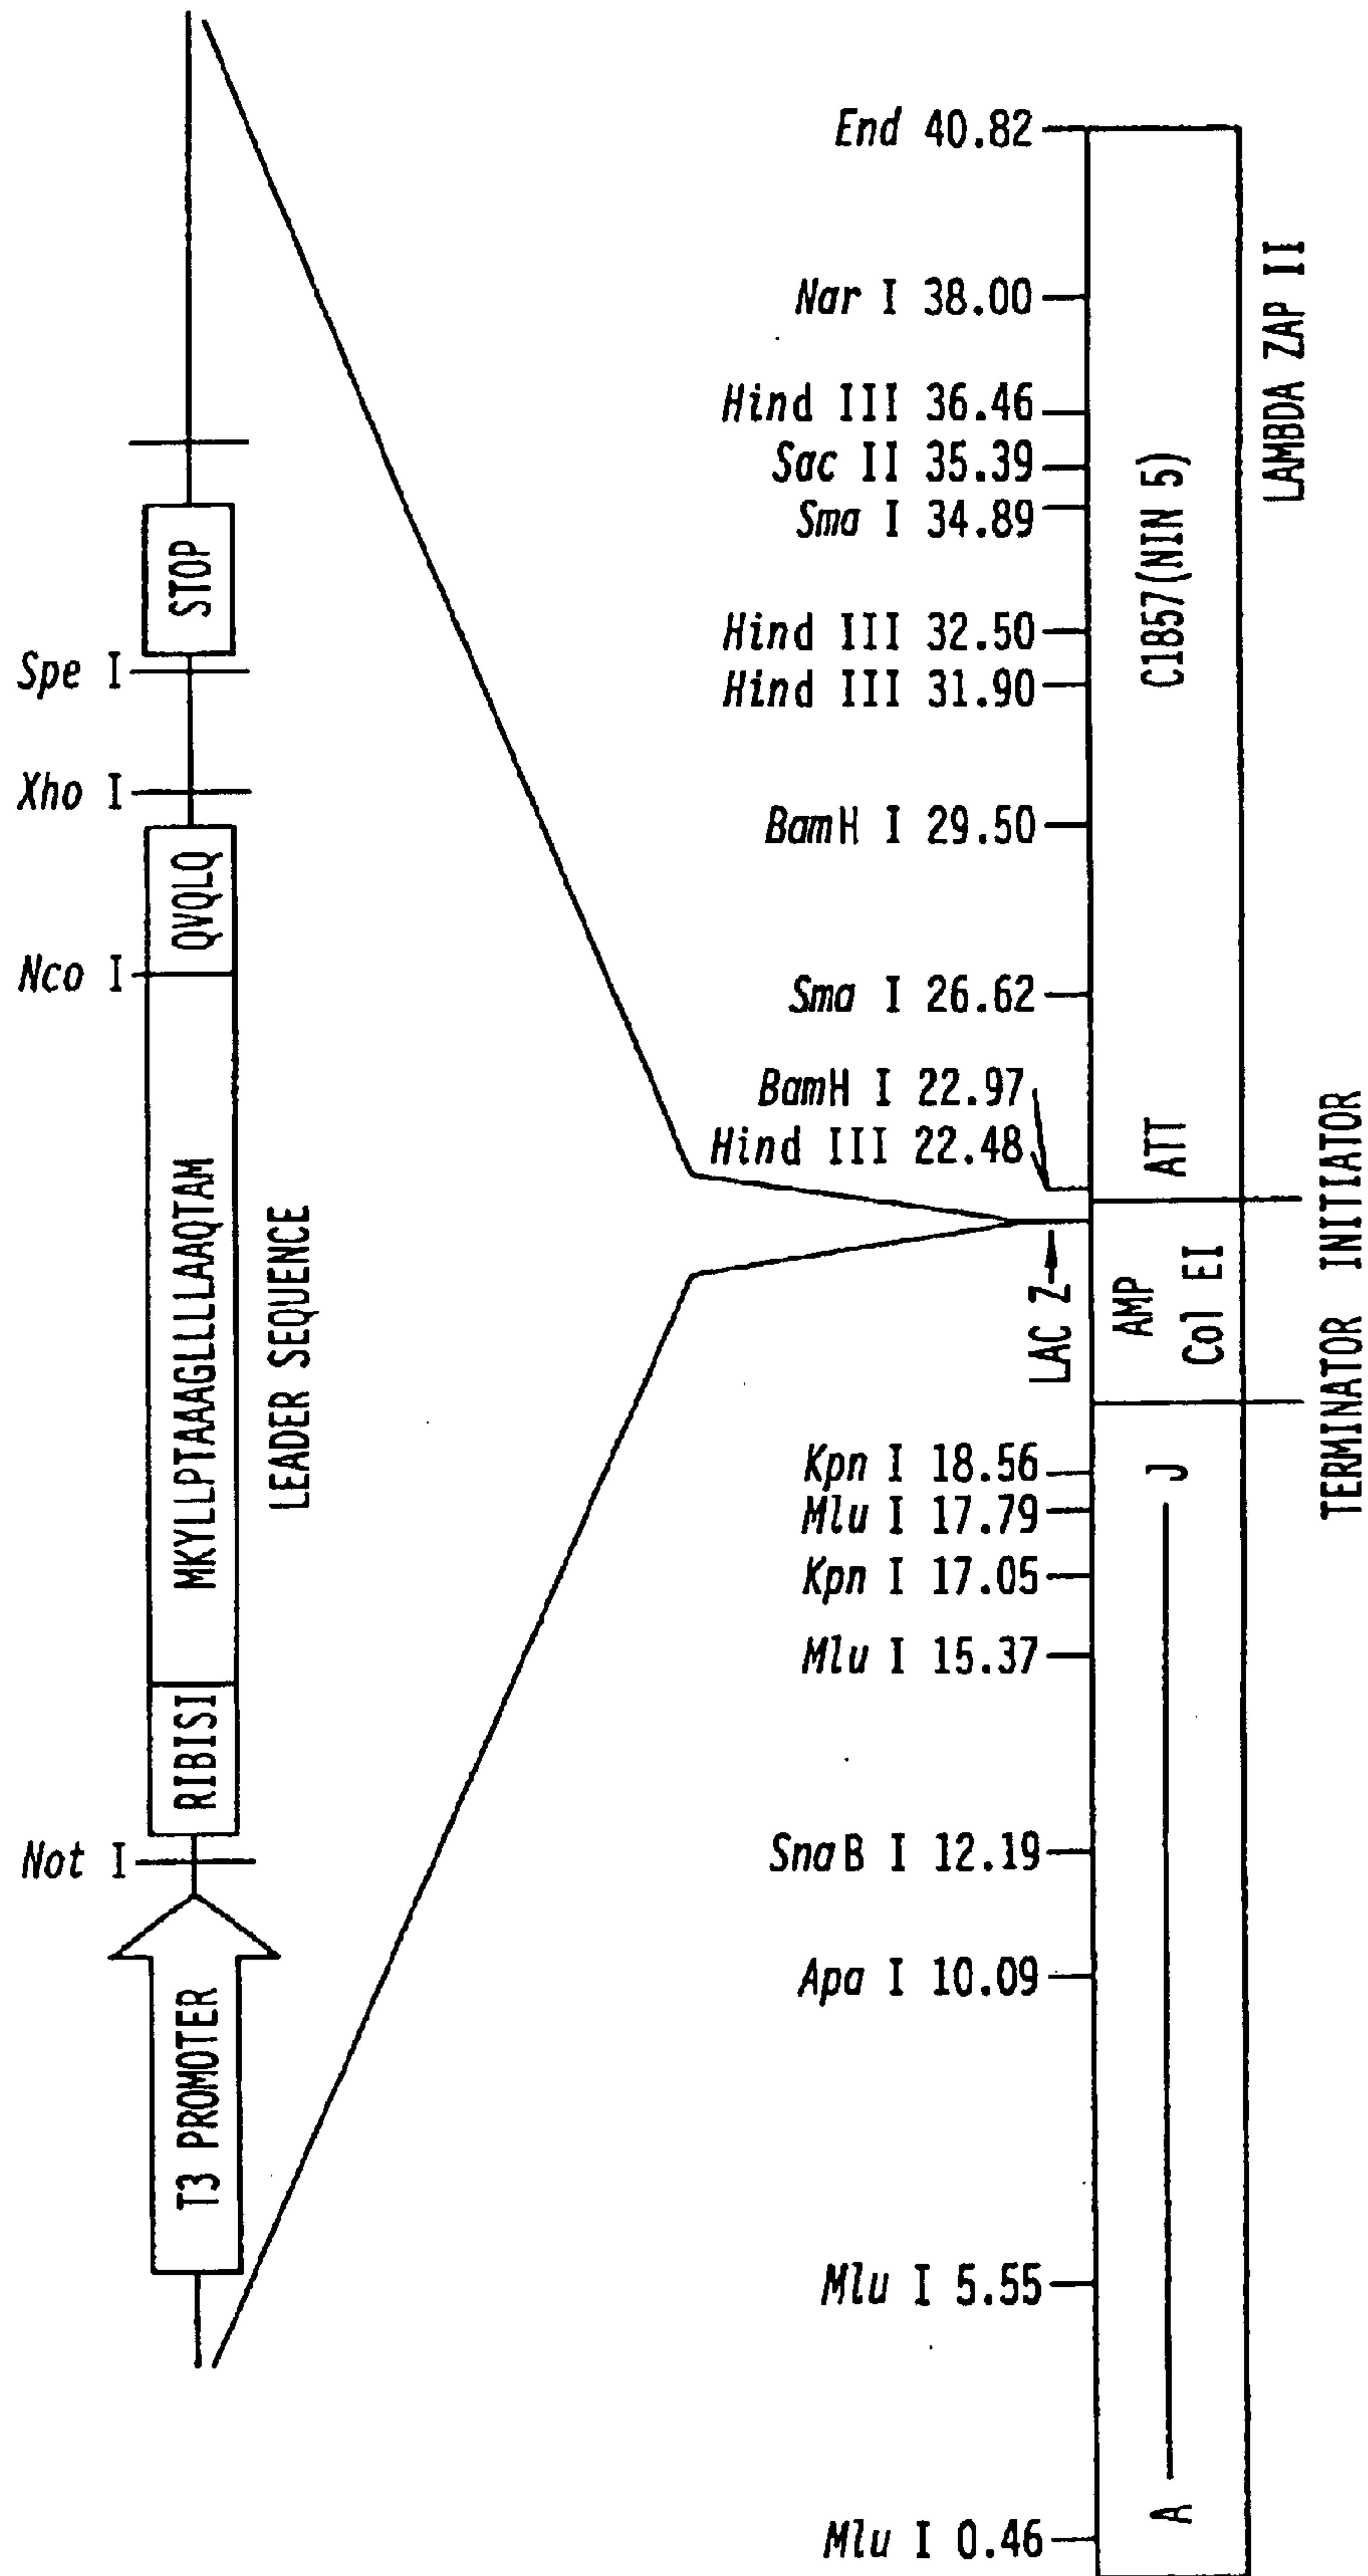 Spe I
Xho I
Nco I
Not I
STOP
QVQLQ
MKYLLPTAAAGLLLLAAQTAM
RIBISI
T3 PROMOTER
LEADER SEQUENCE
End 40.82
Nar I 38.00
Hind III 36.46
Sac II 35.39
Sma I 34.89
Hind III 32.50
Hind III 31.90
BamH I 29.50
Sma I 26.62
BamH I 22.97
Hind III 22.48
LAC Z
Kpn I 18.56
Mlu I 17.79
Kpn I 17.05
Mlu I 15.37
SnaB I 12.19
Apa I 10.09
Mlu I 5.55
Mlu I 0.46
C1857(NIN 5)
ATT
AMP
Col EI
J
A
LAMBDA ZAP II
INITIATOR
TERMINATOR